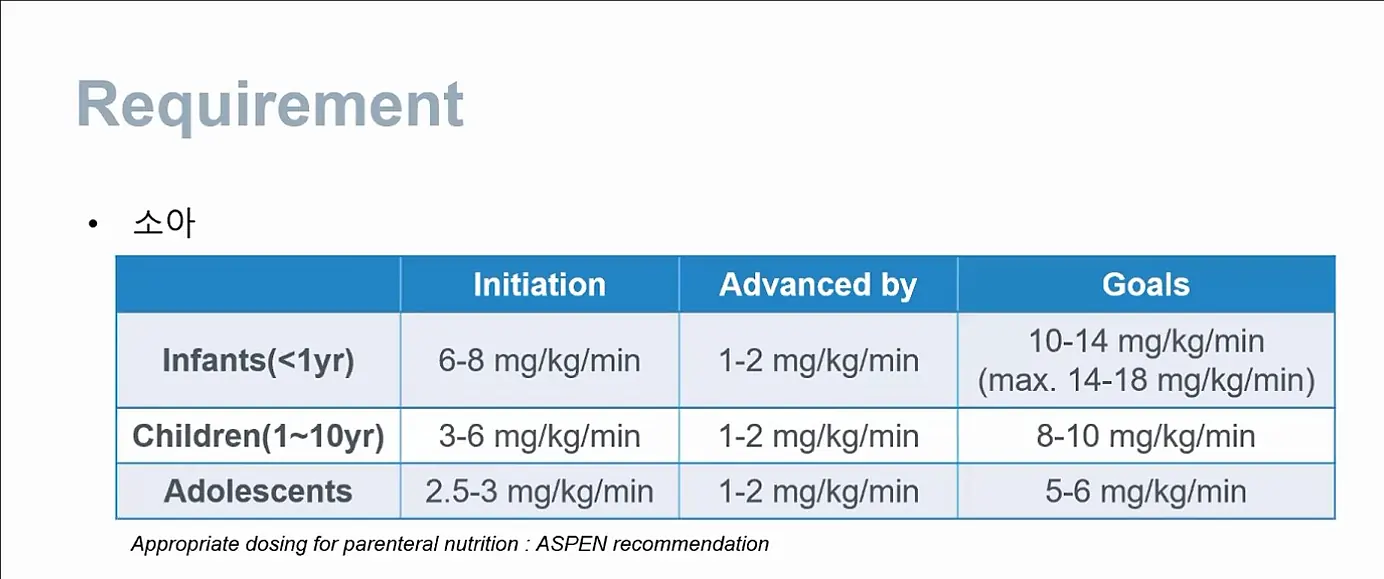 Requirement
• 소아
Initiation Advanced by Goals
Infants(<1yr) 6-8 mg/kg/min 1-2 mg/kg/min 10-14 mg/kg/min
(max. 14-18 mg/kg/min)
Children(1~10yr) 3-6 mg/kg/min 1-2 mg/kg/min 8-10 mg/kg/min
Adolescents 2.5-3 mg/kg/min 1-2 mg/kg/min 5-6 mg/kg/min
Appropriate dosing for parenteral nutrition : ASPEN recommendation